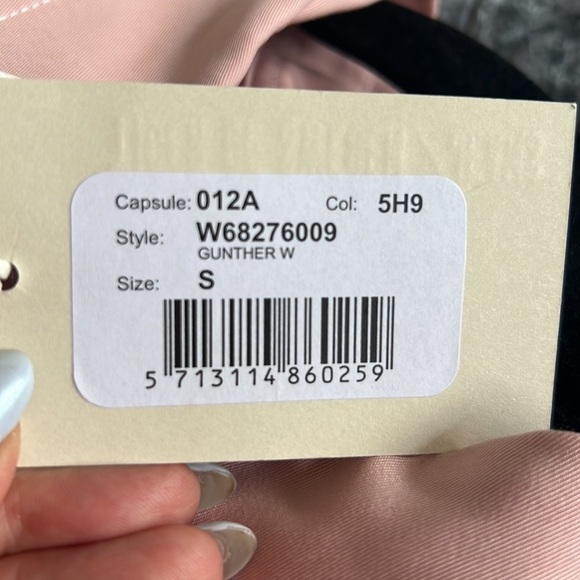 Capsule: 012A Col: 5H9
Style: W68276009
GUNTHER W
Size: S
5 713114 860259